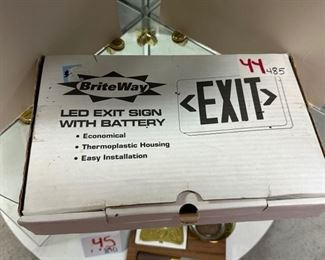 44 485
BriteWay
LED EXIT SIGN
WITH BATTERY
• Economical
• Thermoplastic Housing
• Easy Installation
<EXIT>
45